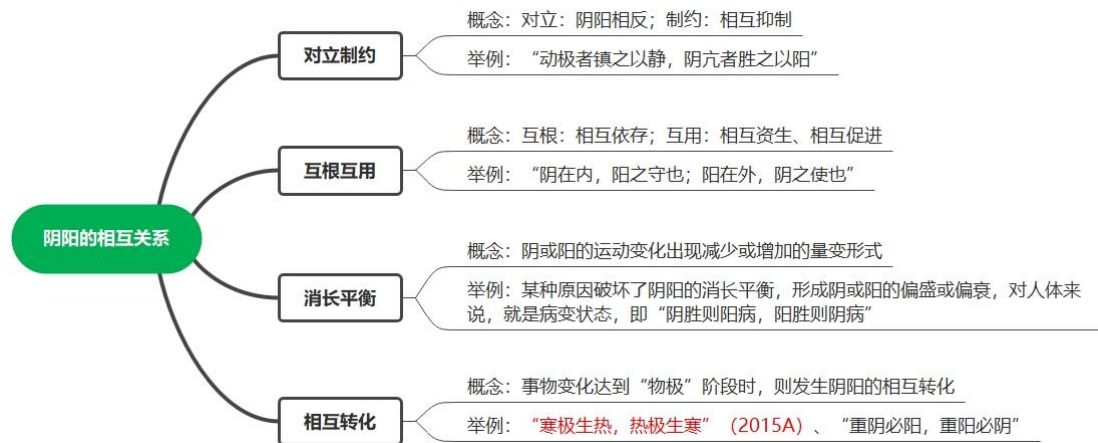 阴阳的相互关系
对立制约
概念：对立：阴阳相反；制约：相互抑制
举例：“动极者镇之以静，阴亢者胜之以阳”
互根互用
概念：互根：相互依存；互用：相互资生、相互促进
举例：“阴在内，阳之守也；阳在外，阴之使也”
消长平衡
概念：阴或阳的运动变化出现减少或增加的量变形式
举例：某种原因破坏了阴阳的消长平衡，形成阴或阳的偏盛或偏衰，对人体来
说，就是病变状态，即“阴胜则阳病，阳胜则阴病”
相互转化
概念：事物变化达到“物极”阶段时，则发生阴阳的相互转化
举例：“寒极生热，热极生寒”（2015A）、“重阴必阳，重阳必阴”